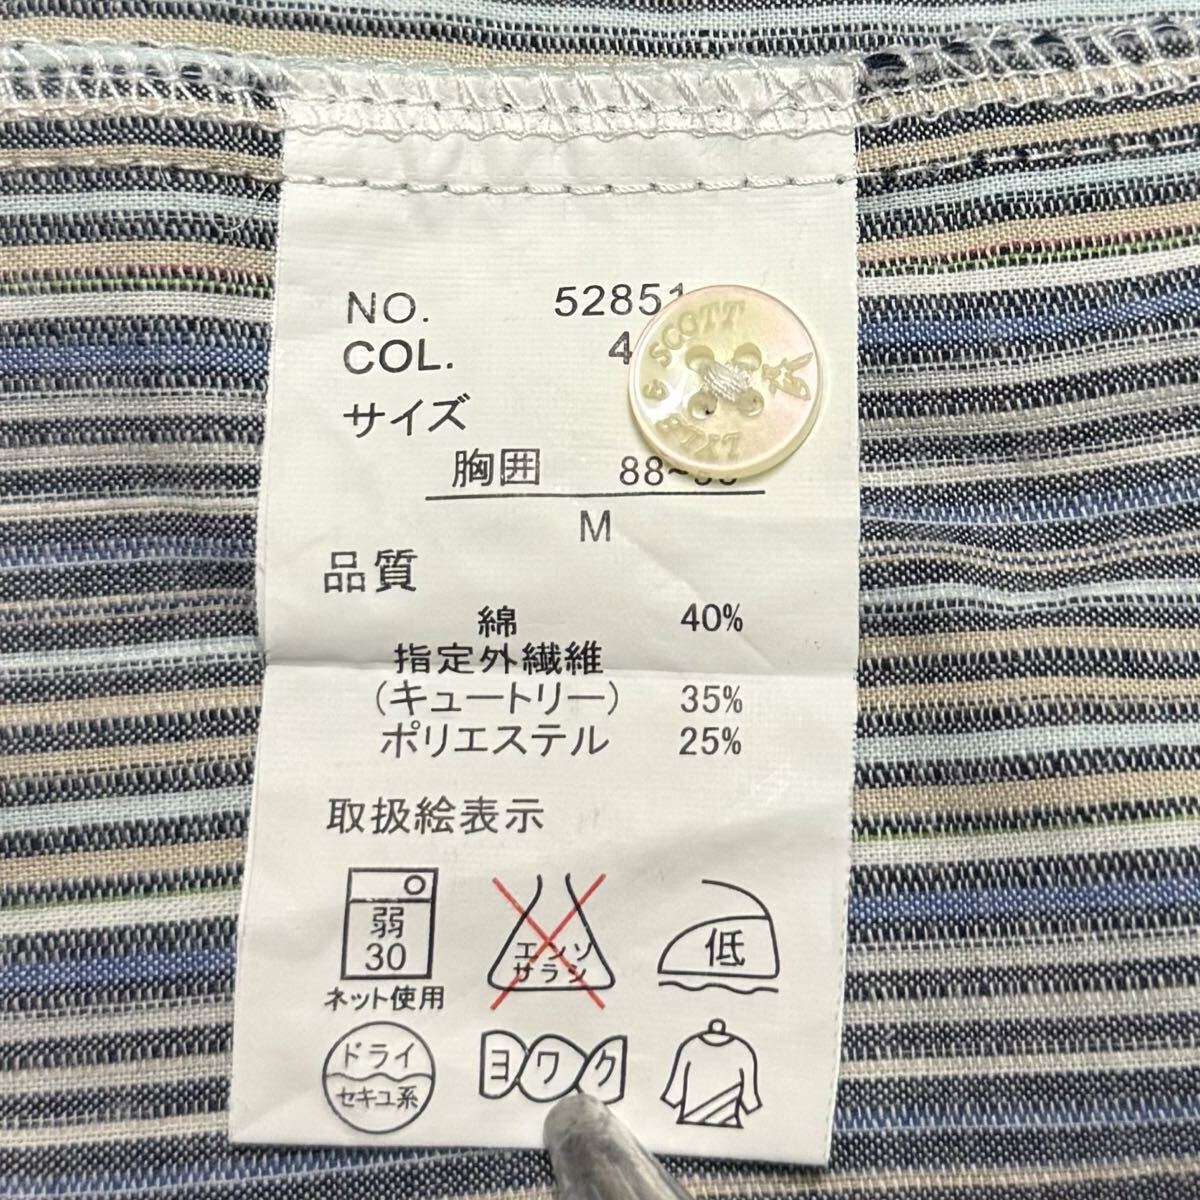 NO. 52851
COL. 4
サイズ
胸囲 88~
M
品質
綿 40%
指定外繊維
(キュートリー) 35%
ポリエステル 25%
取扱絵表示
弱
30
ネット使用
エンソ
サラシ
低
ドライ
セキユ系
ヨワク
& SCOTT